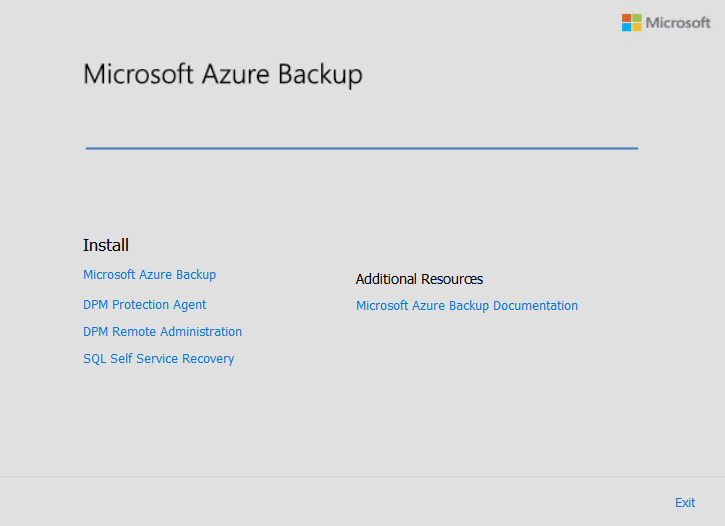 Microsoft
Microsoft Azure Backup
Install
Microsoft Azure Backup
DPM Protection Agent
DPM Remote Administration
SQL Self Service Recovery
Additional Resources
Microsoft Azure Backup Documentation
Exit